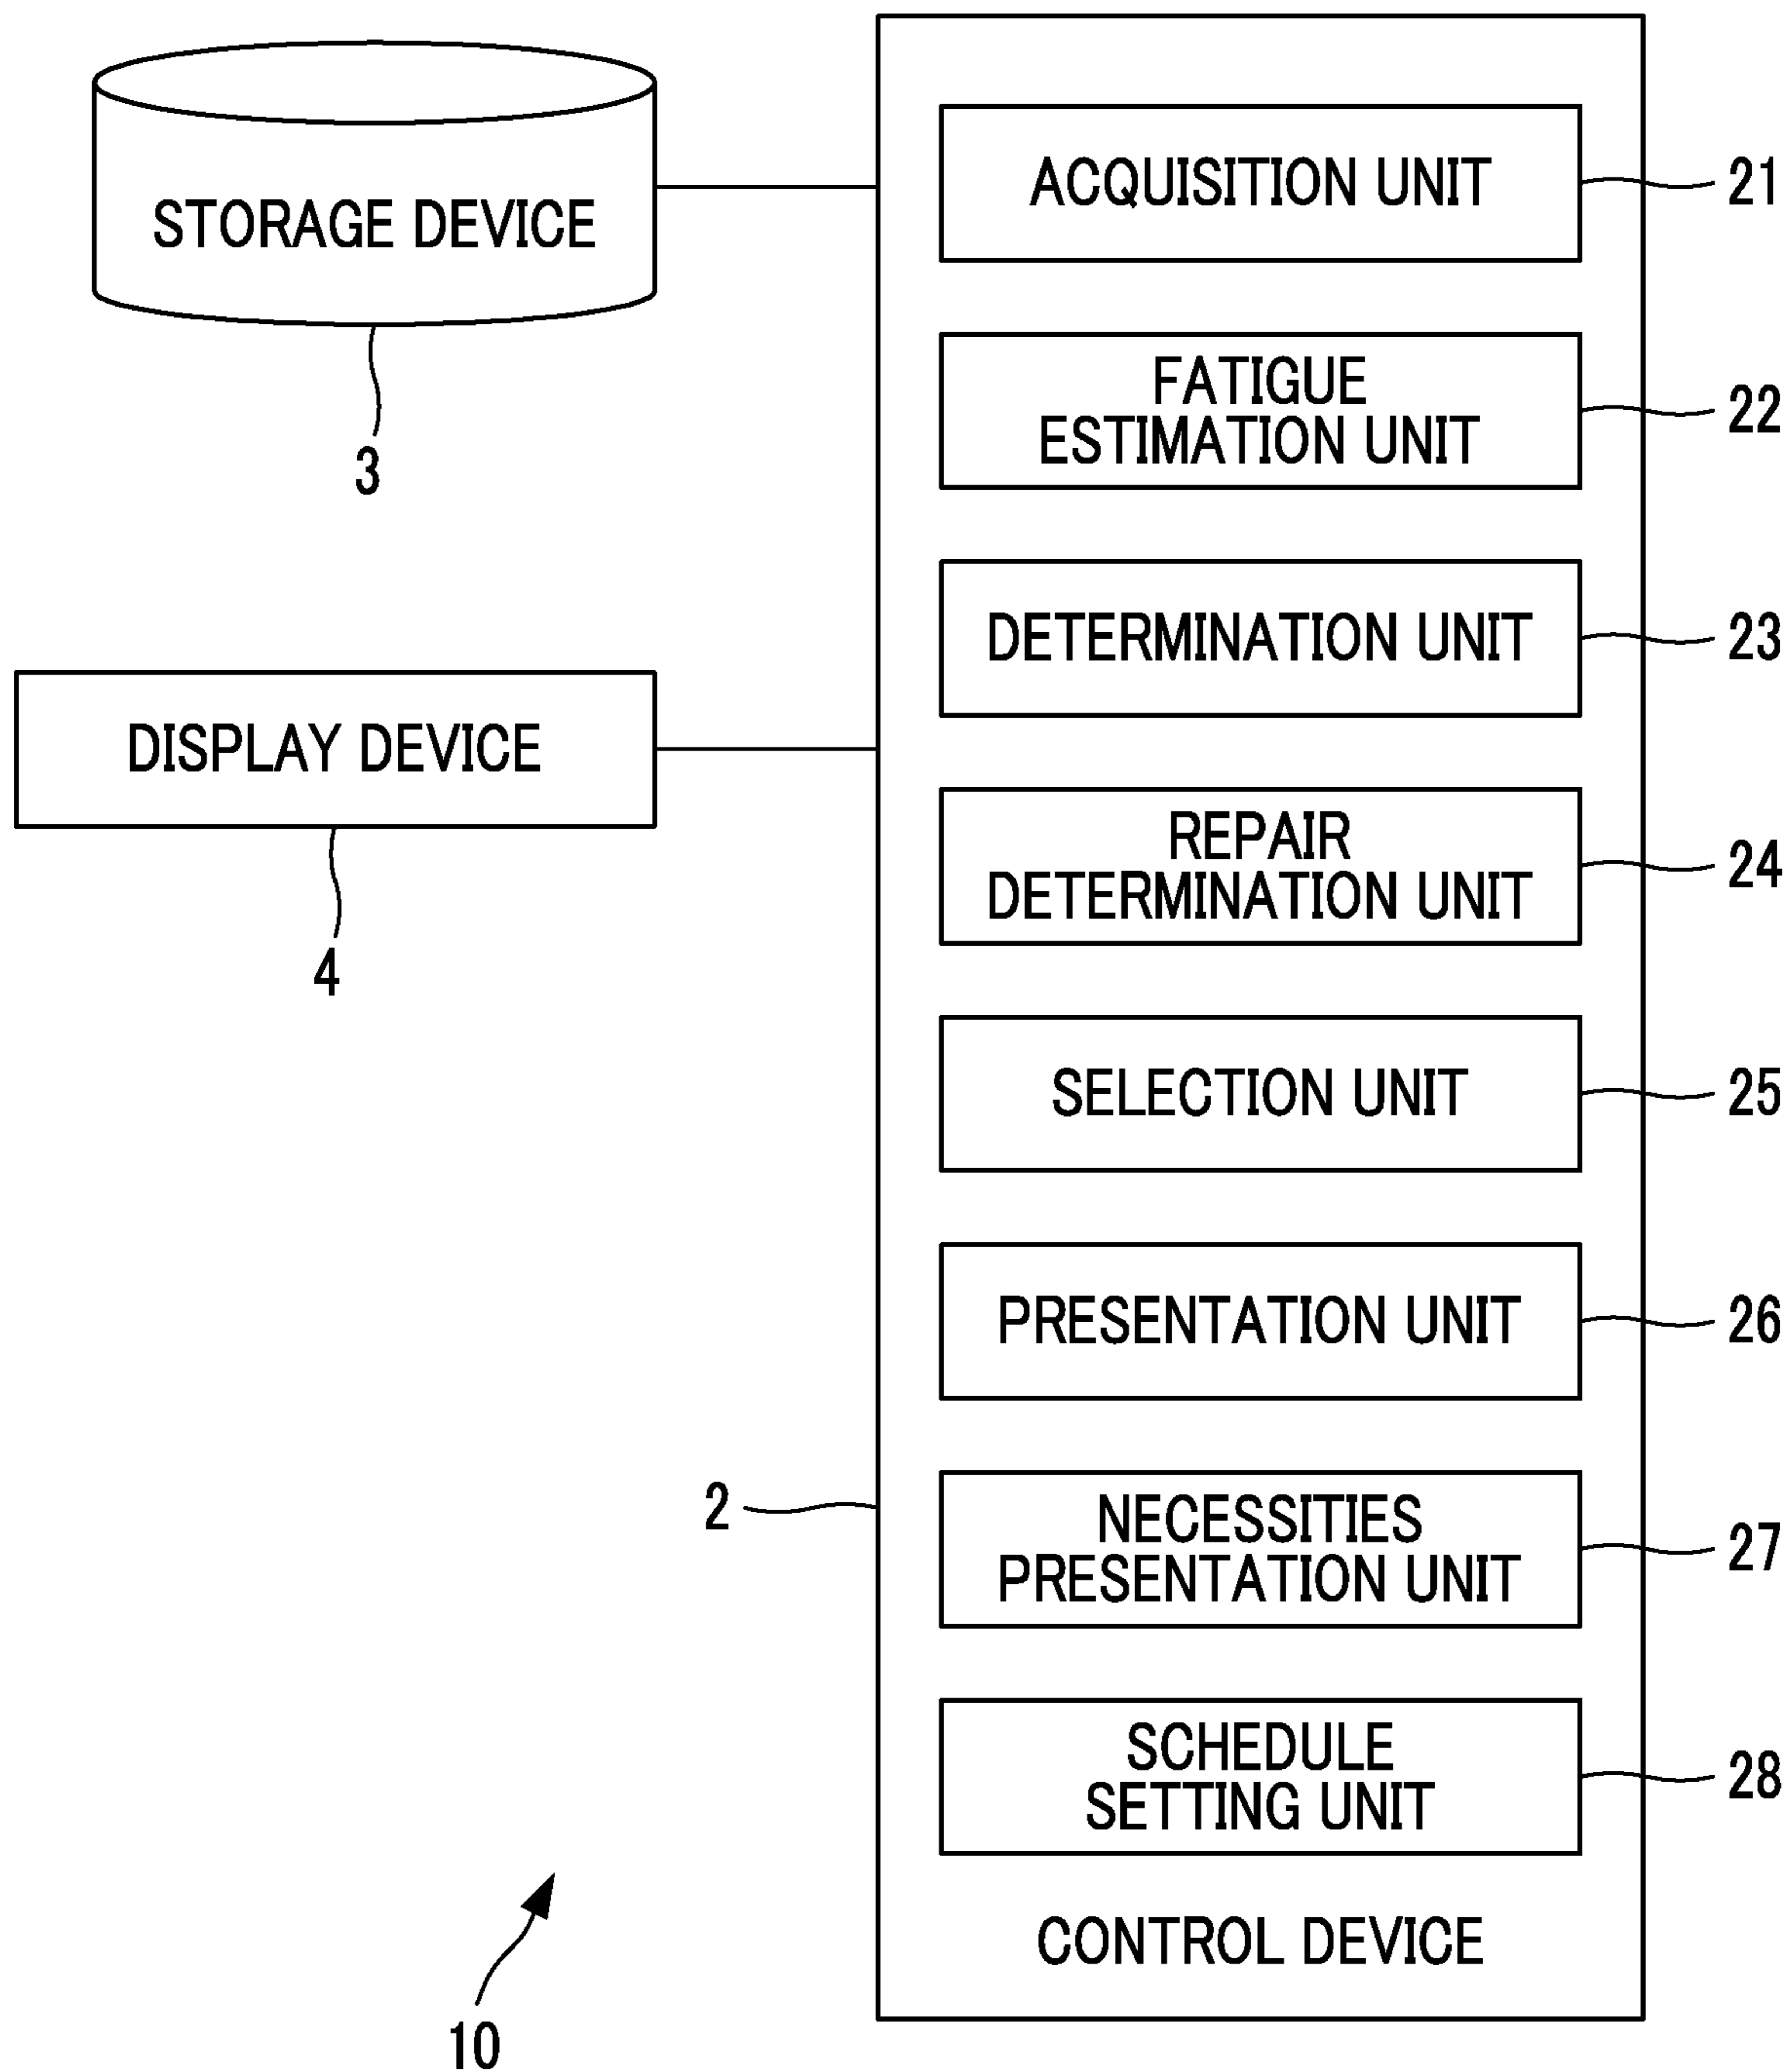 STORAGE DEVICE
3
DISPLAY DEVICE
4
ACQUISITION UNIT
21
FATIGUE
ESTIMATION UNIT
22
DETERMINATION UNIT
23
REPAIR
DETERMINATION UNIT
24
SELECTION UNIT
25
PRESENTATION UNIT
26
2
NECESSITIES
PRESENTATION UNIT
27
SCHEDULE
SETTING UNIT
28
CONTROL DEVICE
10